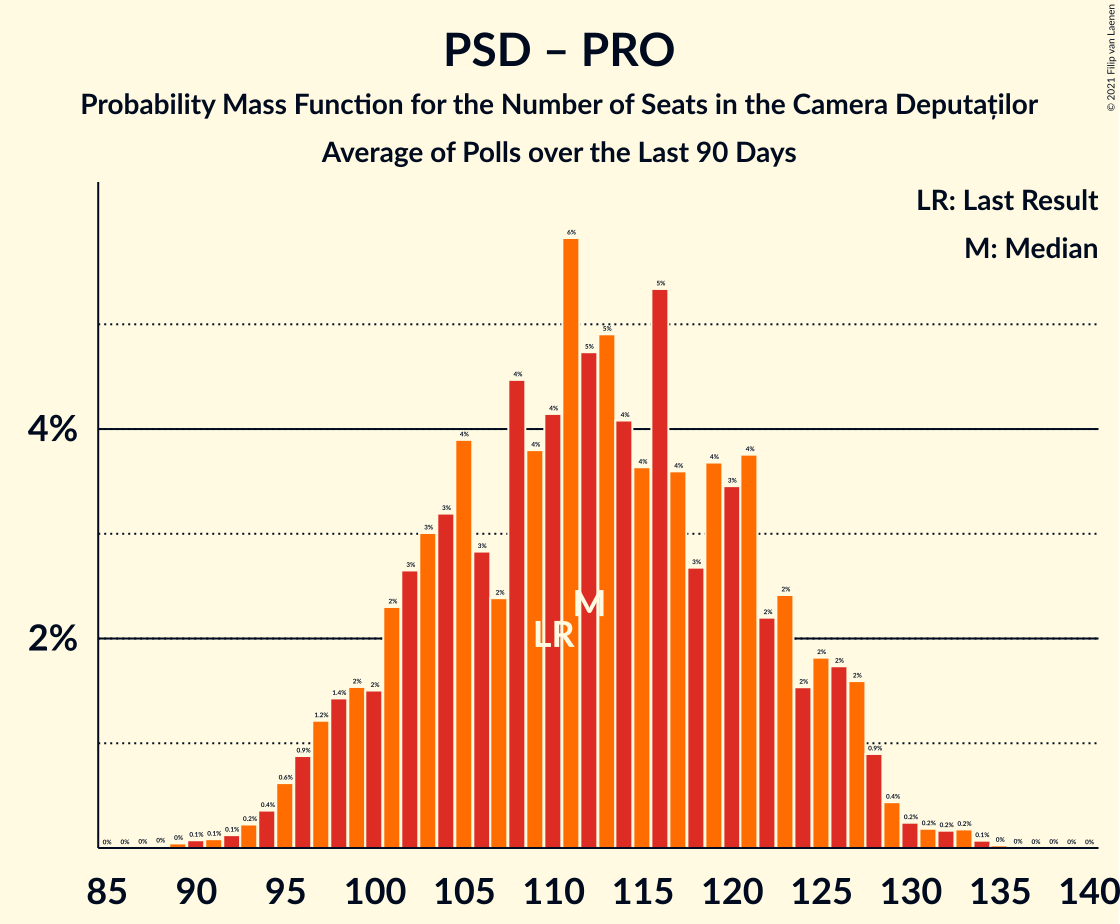 PSD – PRO
Probability Mass Function for the Number of Seats in the Camera Deputaților
Average of Polls over the Last 90 Days
© 2021 Filip van Laenen
LR: Last Result
M: Median
4%
2%
0% 0% 0% 0% 0% 0.1% 0.1% 0.1% 0.2% 0.4% 0.6% 0.9% 1.2% 1.4% 2% 2% 2% 3% 3% 3% 4% 3% 2% 4% 4% 4% 6% 5% 5% 4% 4% 5% 4% 3% 4% 3% 4% 2% 2% 2% 2% 2% 2% 0.9% 0.4% 0.2% 0.2% 0.2% 0.2% 0.1% 0% 0% 0% 0% 0% 0%
M
LR
85 90 95 100 105 110 115 120 125 130 135 140